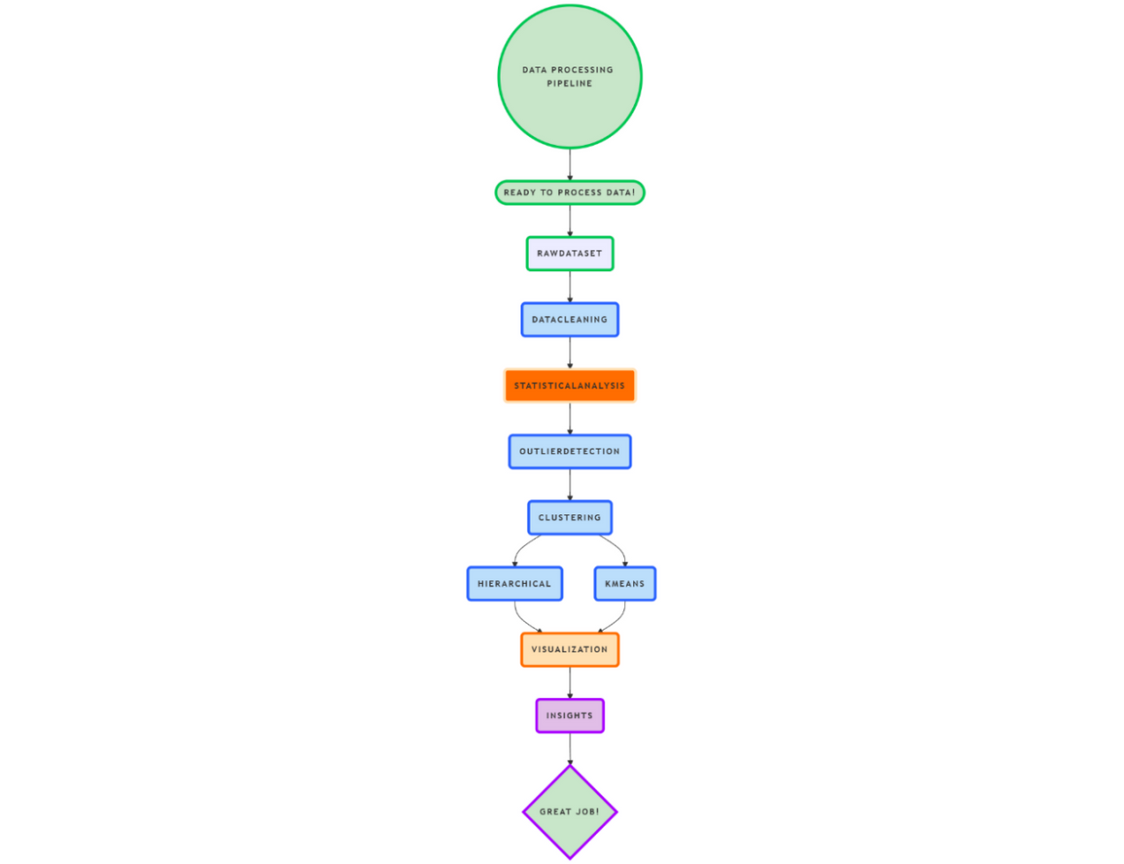 DATA PROCESSING
PIPELINE
READY TO PROCESS DATA!
RAWDATASET
DATACLEANING
STATISTICALANALYSIS
OUTLIERDETECTION
CLUSTERING
HIERARCHICAL
KMEANS
VISUALIZATION
INSIGHTS
GREAT JOB!